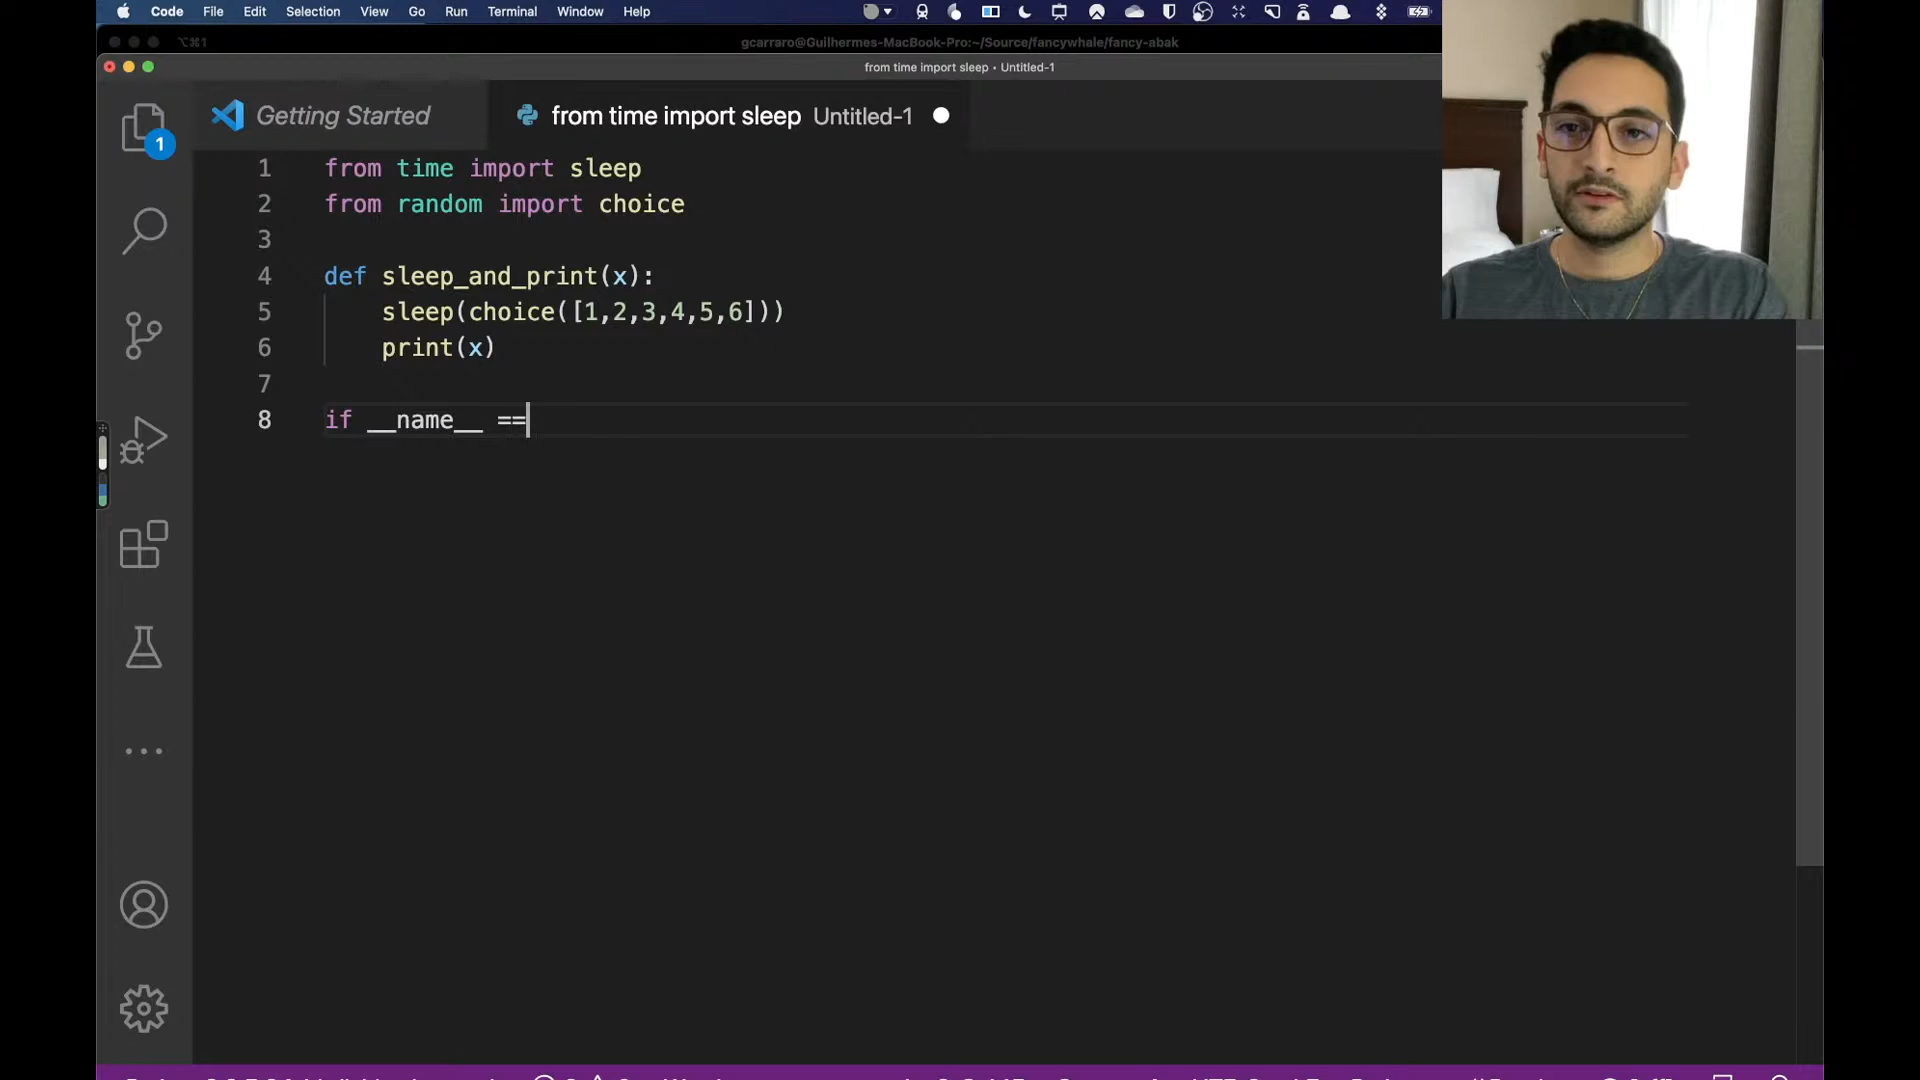 Code File Edit Selection View Go Run Terminal Window Help
⌥⌘1 gcarraro@Guilhermes-MacBook-Pro:~/Source/fancywhale/fancy-abak
from time import sleep • Untitled-1
Getting Started from time import sleep Untitled-1
1
1 from time import sleep
2 from random import choice
3
4 def sleep_and_print(x):
5 sleep(choice([1,2,3,4,5,6]))
6 print(x)
7
8 if __name__ ==